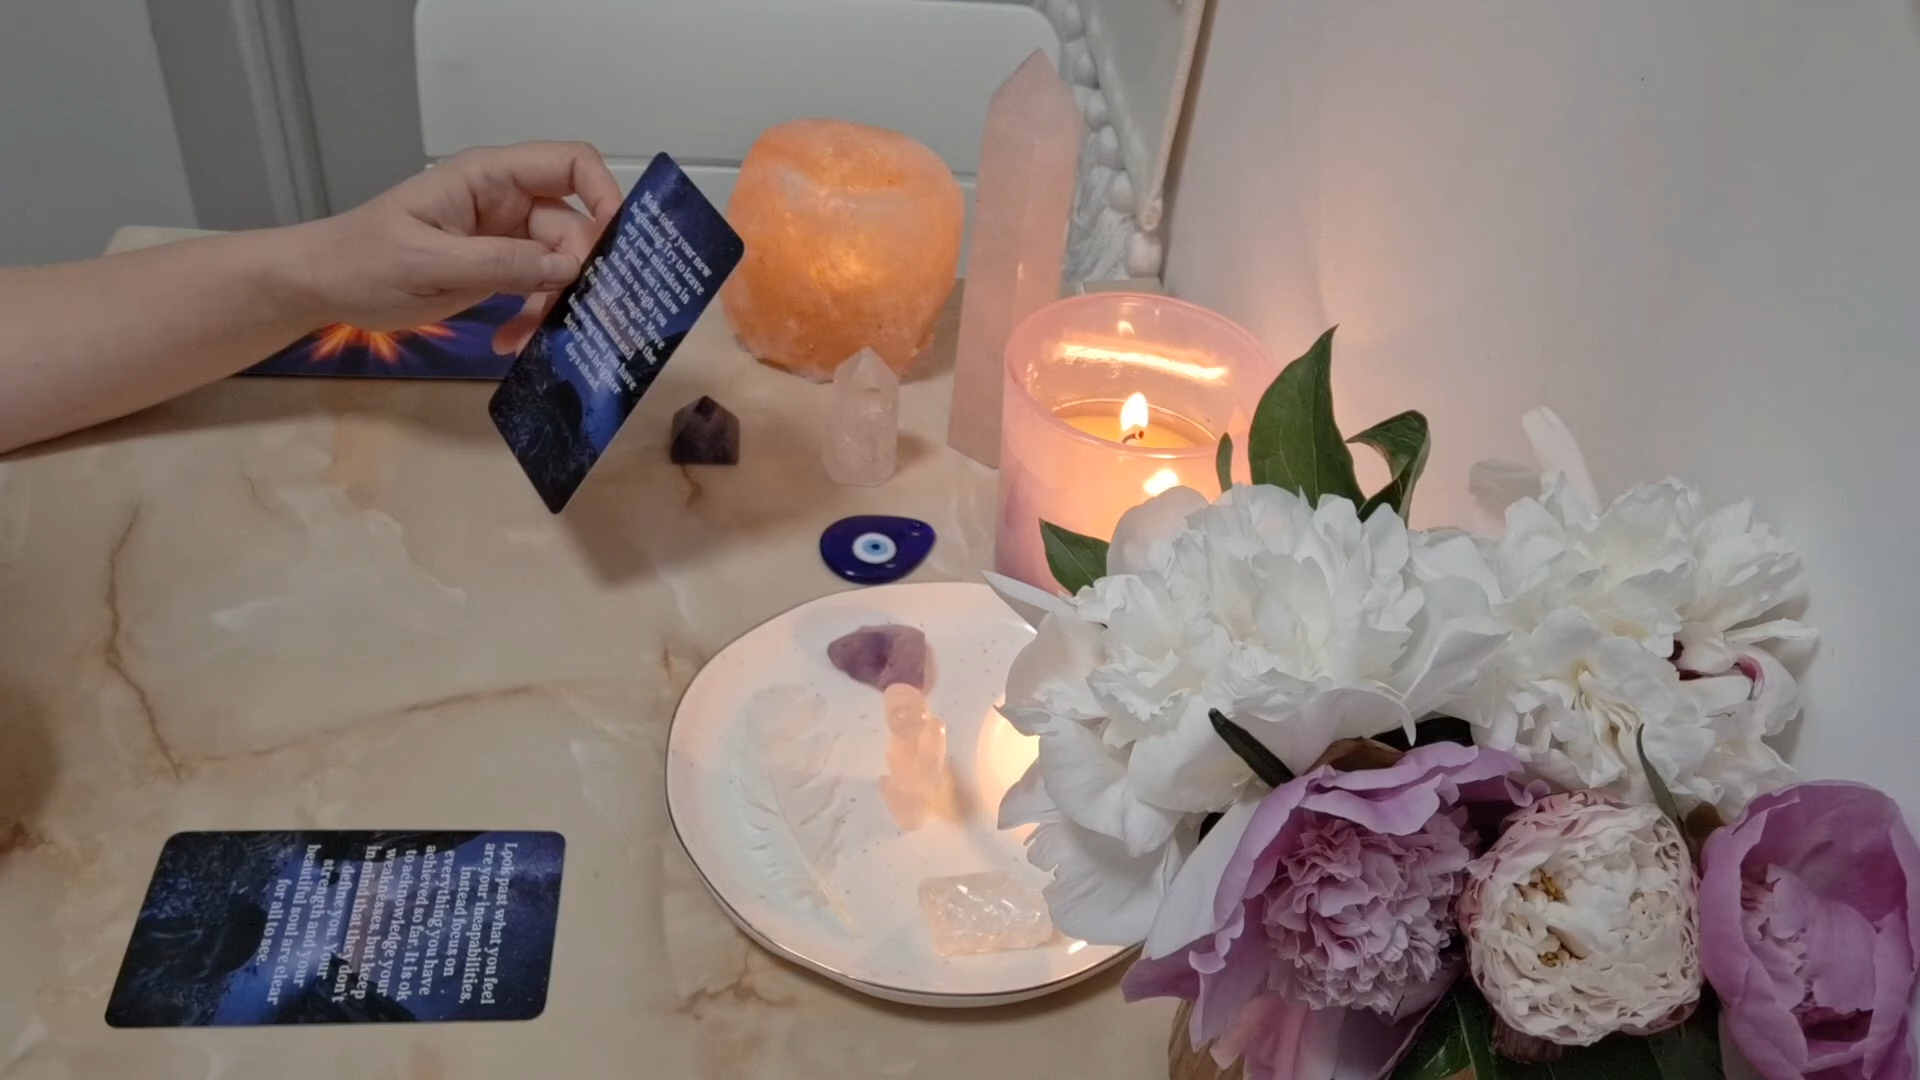 Make today your new
beginning. Try to leave
any past mistakes in
the past, don't allow
them to weigh you
down any longer. Move
Forward today with the
confidence and
knowing that you have
better and brighter
days ahead.
Look past what you feel
are your incapabilities,
instead focus on
everything you have
achieved so far. It is ok
to acknowledge your
weaknesses, but keep
in mind that they don't
define you. Your
strength and your
beautiful soul are clear
for all to see.